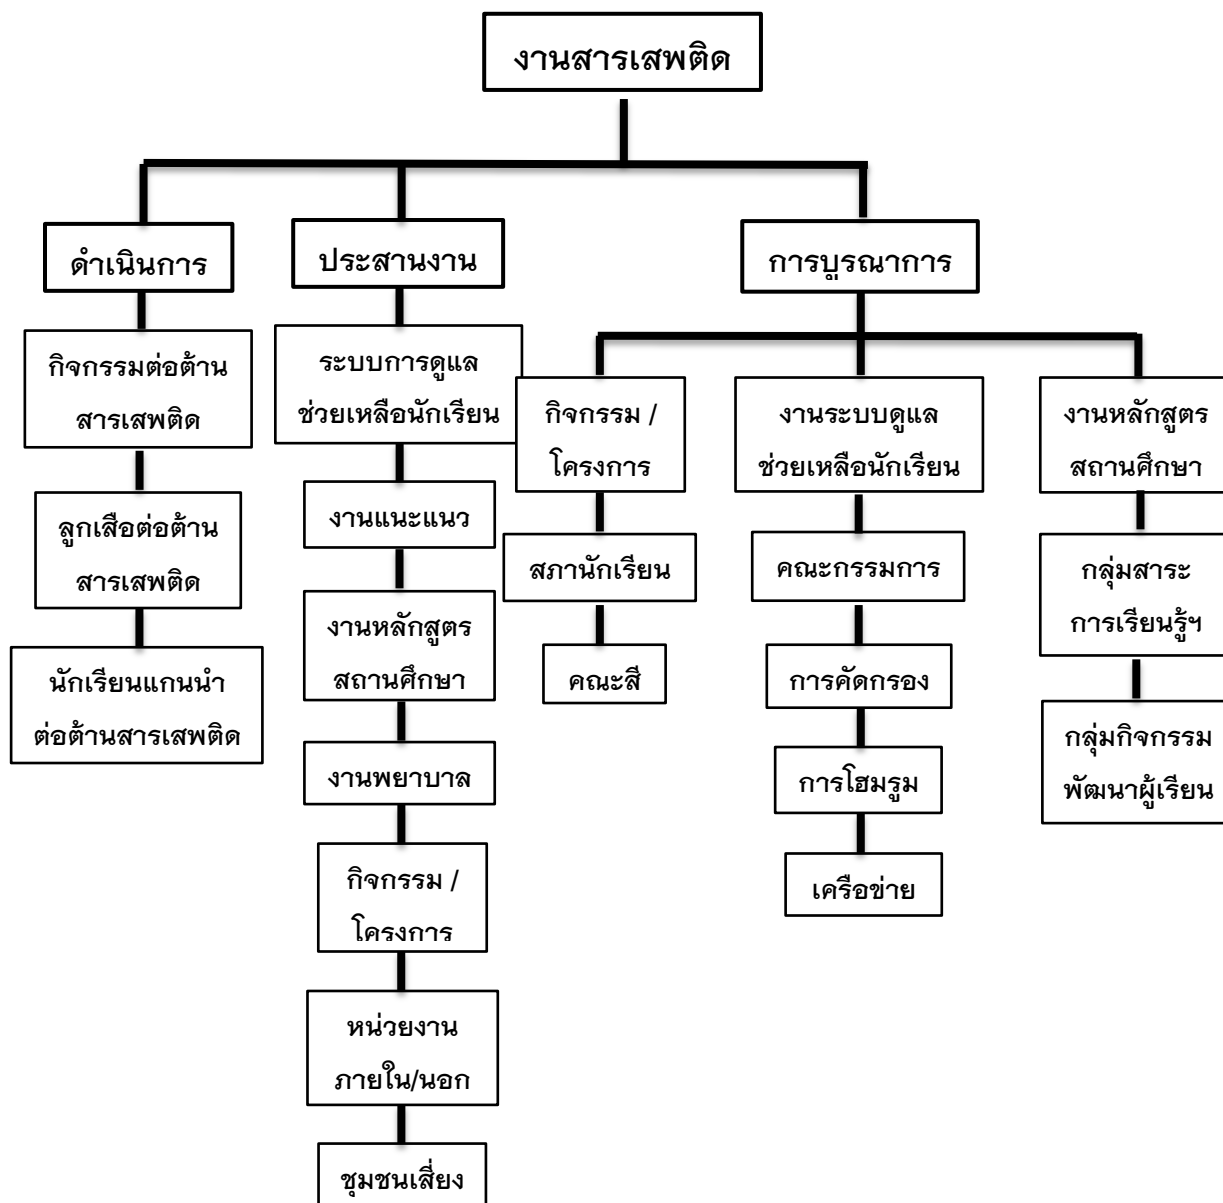 งานสารเสพติด
ดำเนินการ
ประสานงาน
การบูรณาการ
กิจกรรมต่อต้าน
สารเสพติด
ลูกเสือต่อต้าน
สารเสพติด
นักเรียนแกนนำ
ต่อต้านสารเสพติด
ระบบการดูแล
ช่วยเหลือนักเรียน
งานแนะแนว
งานหลักสูตร
สถานศึกษา
งานพยาบาล
กิจกรรม /
โครงการ
หน่วยงาน
ภายใน/นอก
ชุมชนเสี่ยง
กิจกรรม /
โครงการ
สภานักเรียน
คณะสี
งานระบบดูแล
ช่วยเหลือนักเรียน
คณะกรรมการ
การคัดกรอง
การโฮมรูม
เครือข่าย
งานหลักสูตร
สถานศึกษา
กลุ่มสาระ
การเรียนรู้ฯ
กลุ่มกิจกรรม
พัฒนาผู้เรียน